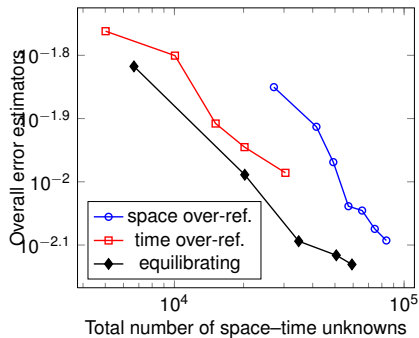 Overall error estimators
10^−1.8
10^−1.9
10^−2
10^−2.1
space over-ref.
time over-ref.
equilibrating
10^4
10^5
Total number of space–time unknowns